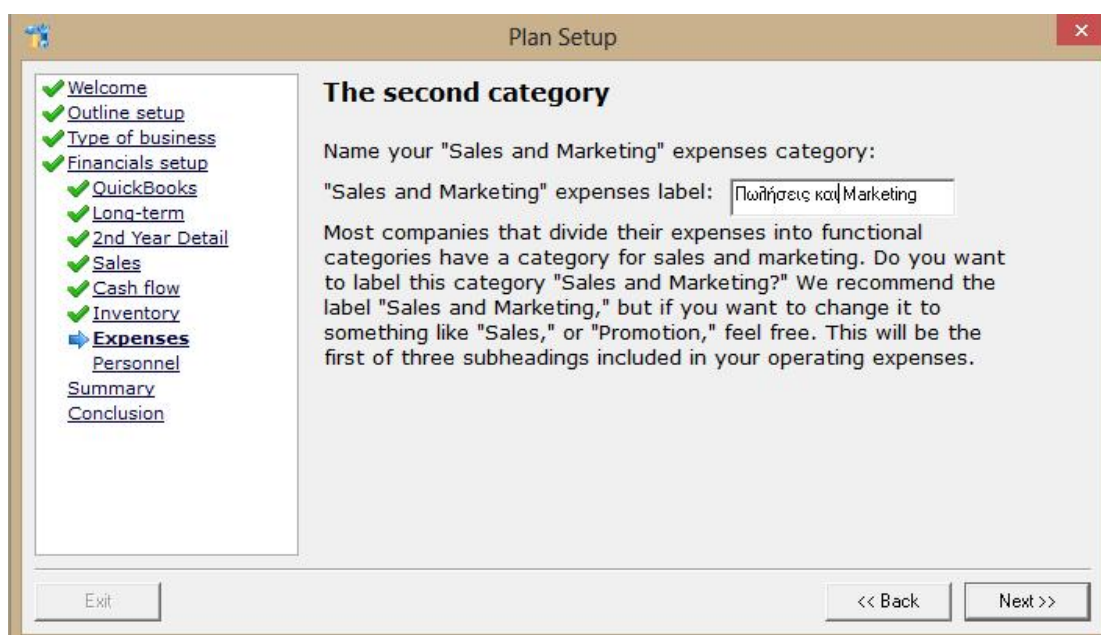 Plan Setup
Welcome
Outline setup
Type of business
Financials setup
QuickBooks
Long-term
2nd Year Detail
Sales
Cash flow
Inventory
Expenses
Personnel
Summary
Conclusion
The second category
Name your "Sales and Marketing" expenses category:
"Sales and Marketing" expenses label: Πωλήσεις και Marketing
Most companies that divide their expenses into functional
categories have a category for sales and marketing. Do you want
to label this category "Sales and Marketing?" We recommend the
label "Sales and Marketing," but if you want to change it to
something like "Sales," or "Promotion," feel free. This will be the
first of three subheadings included in your operating expenses.
Exit
<< Back
Next >>